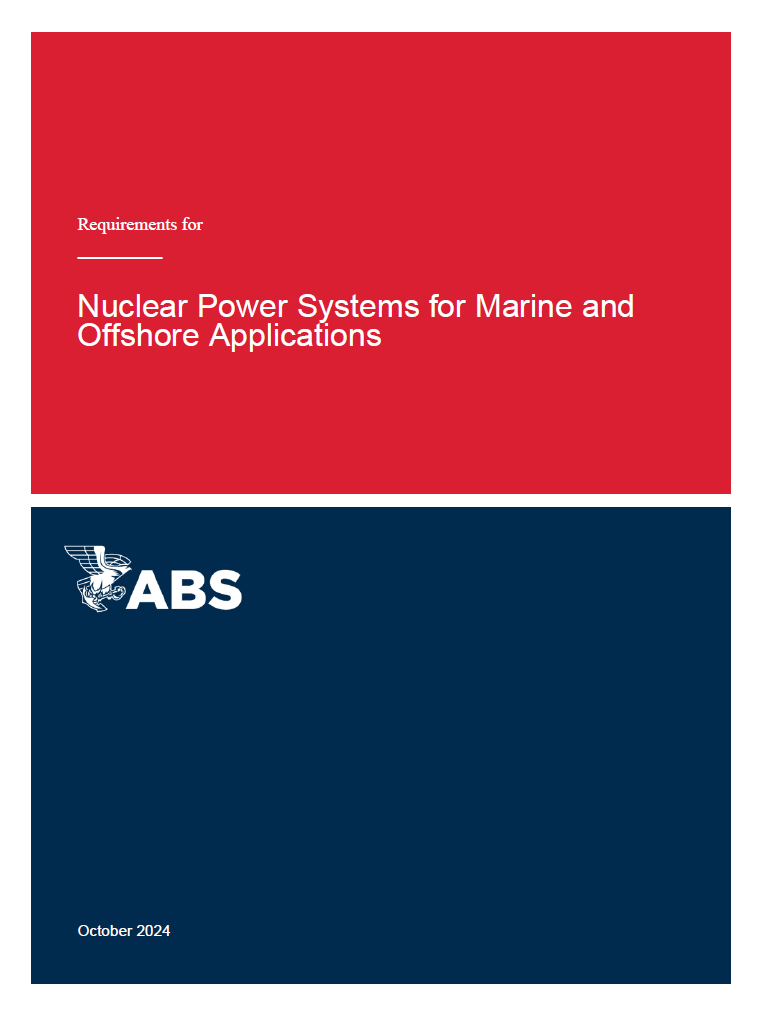 Requirements for
Nuclear Power Systems for Marine and
Offshore Applications
ABS
October 2024